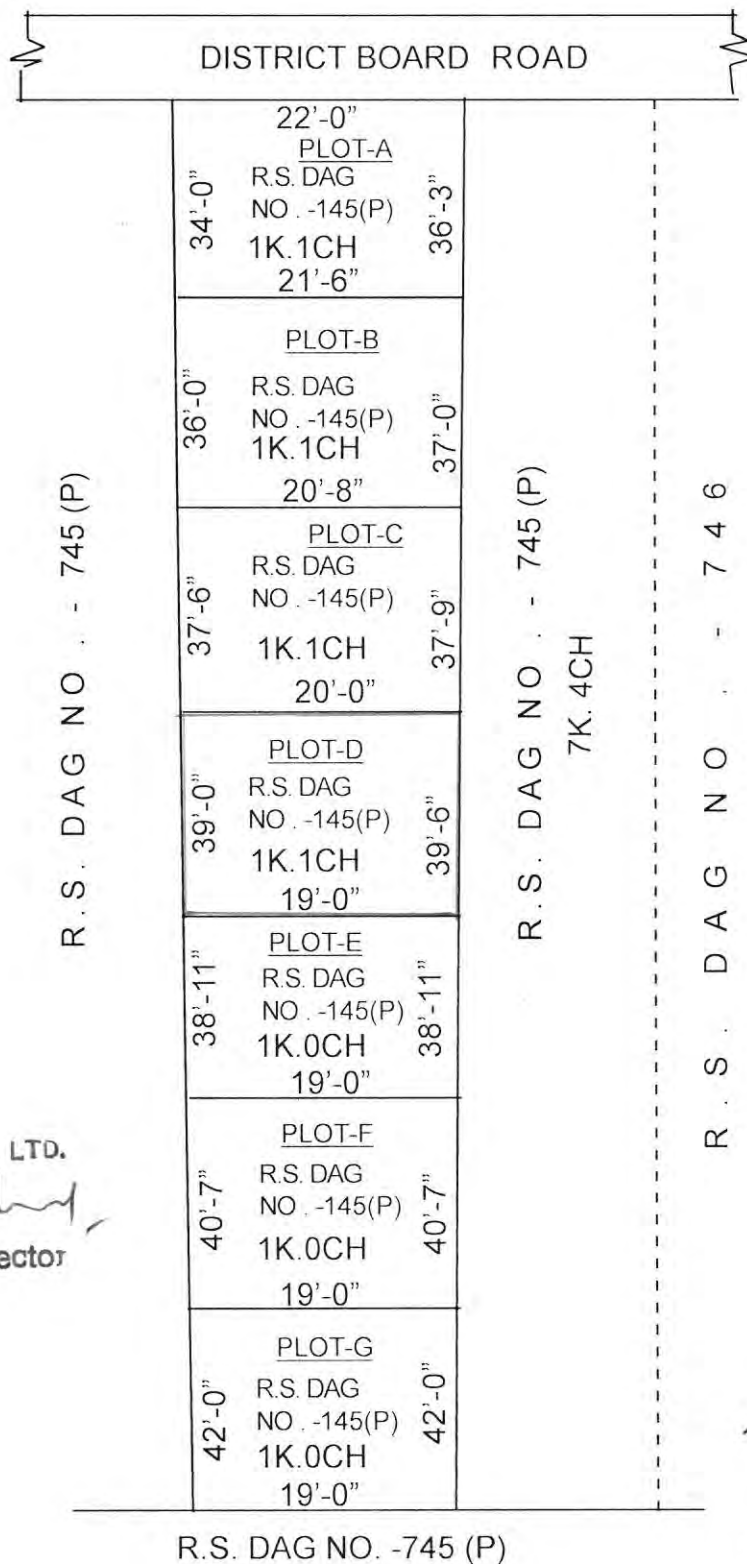 DISTRICT BOARD ROAD
22'-0"
PLOT-A
34'-0"
R.S. DAG
NO . -145(P)
36'-3"
1K.1CH
21'-6"
PLOT-B
36'-0"
R.S. DAG
NO . -145(P)
37'-0"
1K.1CH
20'-8"
PLOT-C
37'-6"
R.S. DAG
NO . -145(P)
37'-9"
1K.1CH
20'-0"
PLOT-D
39'-0"
R.S. DAG
NO . -145(P)
39'-6"
1K.1CH
19'-0"
PLOT-E
38'-11"
R.S. DAG
NO . -145(P)
38'-11"
1K.0CH
19'-0"
PLOT-F
40'-7"
R.S. DAG
NO . -145(P)
40'-7"
1K.0CH
19'-0"
PLOT-G
42'-0"
R.S. DAG
NO . -145(P)
42'-0"
1K.0CH
19'-0"
R.S. DAG NO . - 745 (P)
R.S. DAG NO . - 745 (P)
7K. 4CH
R.S. DAG NO . - 746
LTD.
ector
R.S. DAG NO. -745 (P)